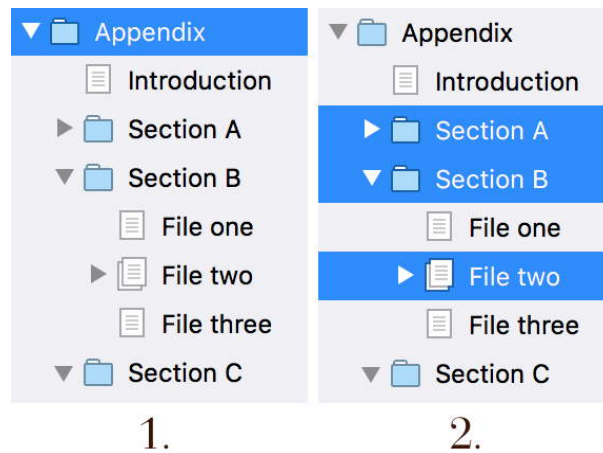 Appendix
Introduction
Section A
Section B
File one
File two
File three
Section C
1.
Appendix
Introduction
Section A
Section B
File one
File two
File three
Section C
2.